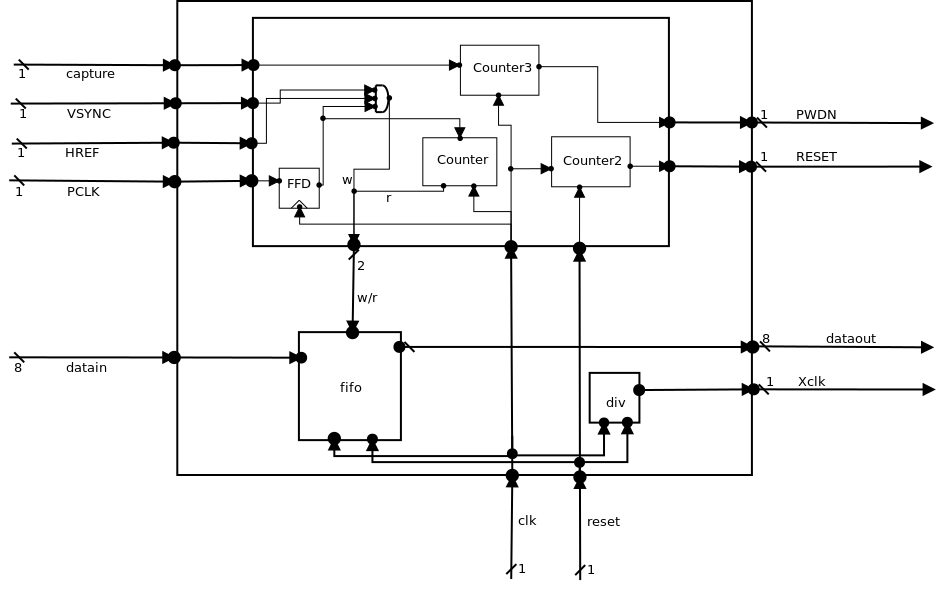 Counter3
1 capture
1 PWDN
1 VSYNC
1 HREF
Counter
Counter2
1 RESET
w
FFD
1 PCLK
r
2
w/r
8 dataout
8 datain
fifo
1 Xclk
div
clk
reset
1
1